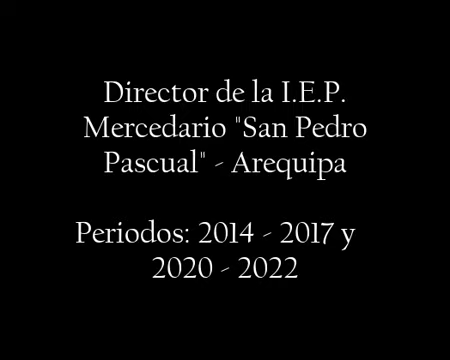 Director de la I.E.P.
Mercedario "San Pedro
Pascual" - Arequipa
Periodos: 2014 - 2017 y
2020 - 2022